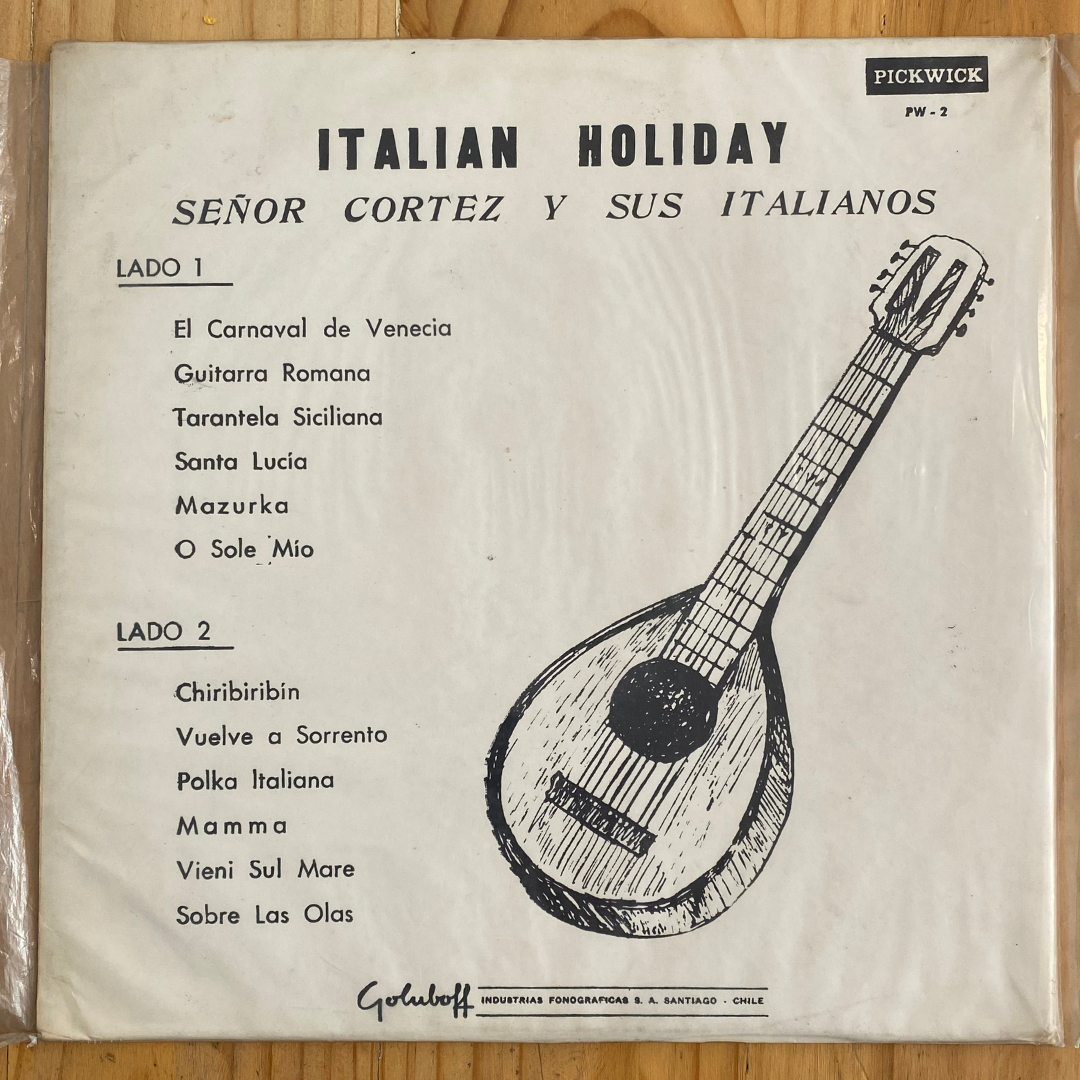 PICKWICK
PW - 2
ITALIAN HOLIDAY
SEÑOR CORTEZ Y SUS ITALIANOS
LADO 1
El Carnaval de Venecia
Guitarra Romana
Tarantela Siciliana
Santa Lucía
Mazurka
O Sole Mío
LADO 2
Chiribiribín
Vuelve a Sorrento
Polka Italiana
Mamma
Vieni Sul Mare
Sobre Las Olas
Goluboff INDUSTRIAS FONOGRAFICAS S. A. SANTIAGO - CHILE